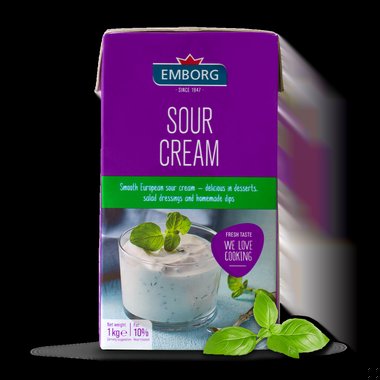 EMBORG
· SINCE 1947 ·
SOUR
CREAM
Smooth European sour cream – delicious in desserts,
salad dressings and homemade dips
FRESH TASTE
WE LOVE
COOKING
Net weight
1kg e
Fat
10%